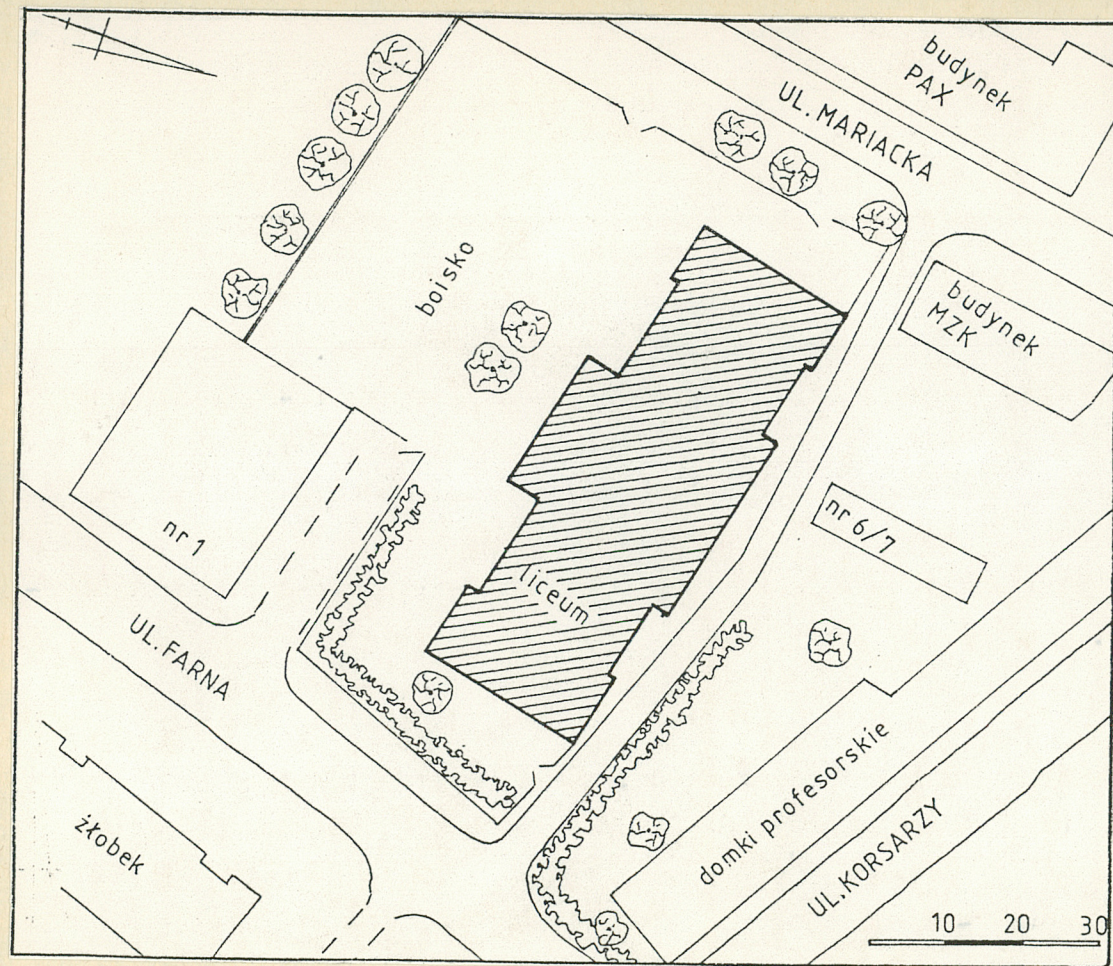 budynek
PAX
UL. MARIACKA
boisko
budynek
MZK
nr 6/7
nr 1
liceum
UL. FARNA
domki profesorskie
żłobek
UL. KORSARZY
10 20 30